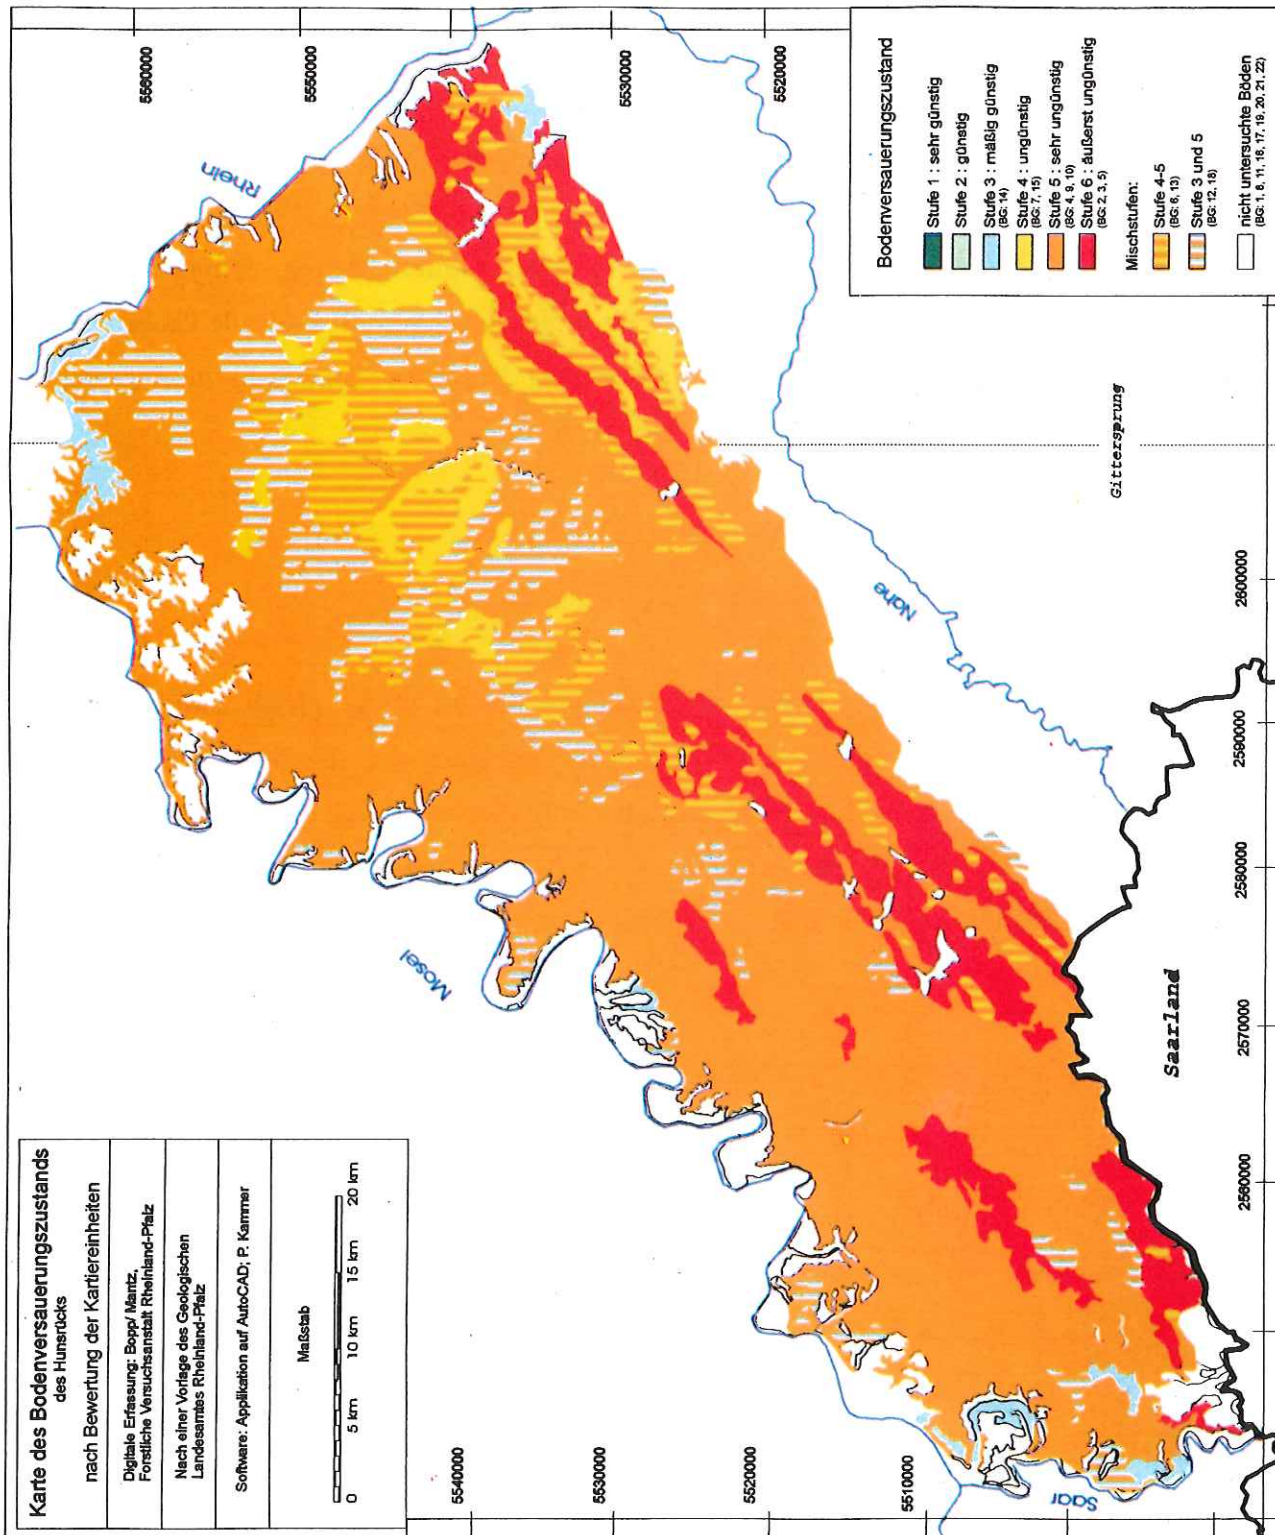 Karte des Bodenversauerungszustands
des Hunsrücks
nach Bewertung der Kartiereinheiten
Digitale Erfassung: Bopp/ Mantz,
Forstliche Versuchsanstalt Rheinland-Pfalz
Nach einer Vorlage des Geologischen
Landesamtes Rheinland-Pfalz
Software: Applikation auf AutoCAD; P. Kammer
Maßstab
0 5 km 10 km 15 km 20 km
5540000
5530000
5520000
5510000
Mosel
Saar
Rhein
Nahe
Saarland
Gittersprung
5560000
5550000
5530000
5520000
2560000
2570000
2580000
2590000
2600000
Bodenversauerungszustand
Stufe 1 : sehr günstig
Stufe 2 : günstig
Stufe 3 : mäßig günstig
(BG: 14)
Stufe 4 : ungünstig
(BG: 7, 15)
Stufe 5 : sehr ungünstig
(BG: 4, 9, 10)
Stufe 6 : äußerst ungünstig
(BG: 2, 3, 5)
Mischstufen:
Stufe 4-5
(BG: 6, 13)
Stufe 3 und 5
(BG: 12, 18)
nicht untersuchte Böden
(BG: 1, 8, 11, 16, 17, 19, 20, 21, 22)